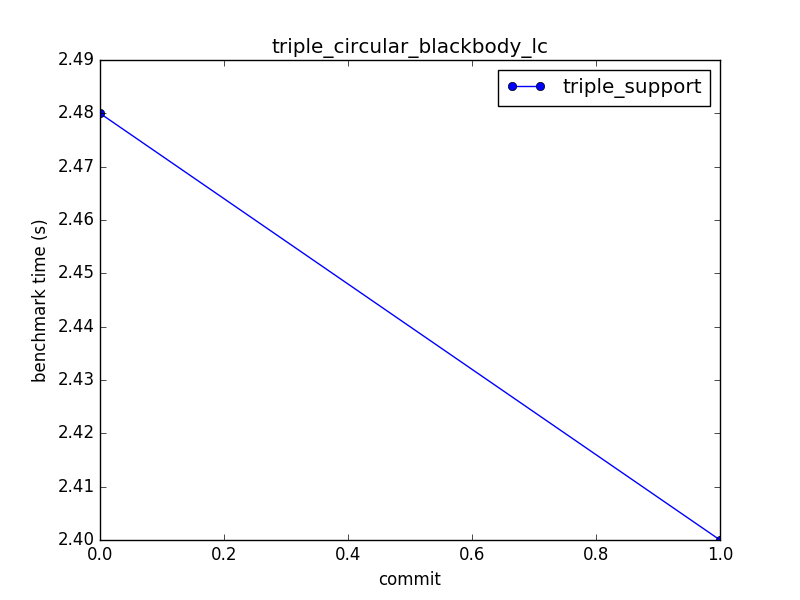 triple_circular_blackbody_lc
triple_support
2.49
2.48
2.47
2.46
2.45
2.44
2.43
2.42
2.41
2.40
benchmark time (s)
0.0 0.2 0.4 0.6 0.8 1.0
commit